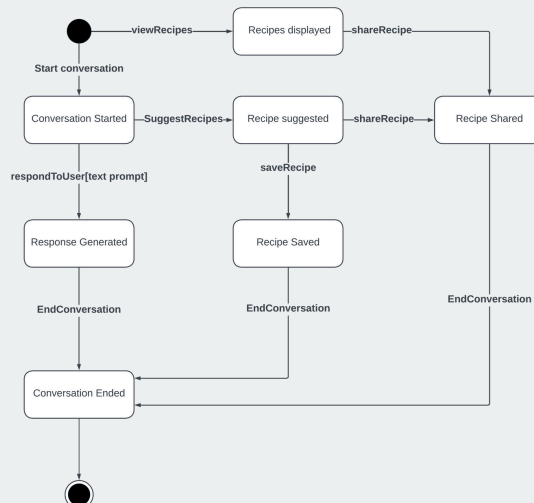 viewRecipes
Recipes displayed
shareRecipe
Start conversation
Conversation Started
SuggestRecipes
Recipe suggested
shareRecipe
Recipe Shared
respondToUser[text prompt]
saveRecipe
Response Generated
Recipe Saved
EndConversation
EndConversation
EndConversation
Conversation Ended